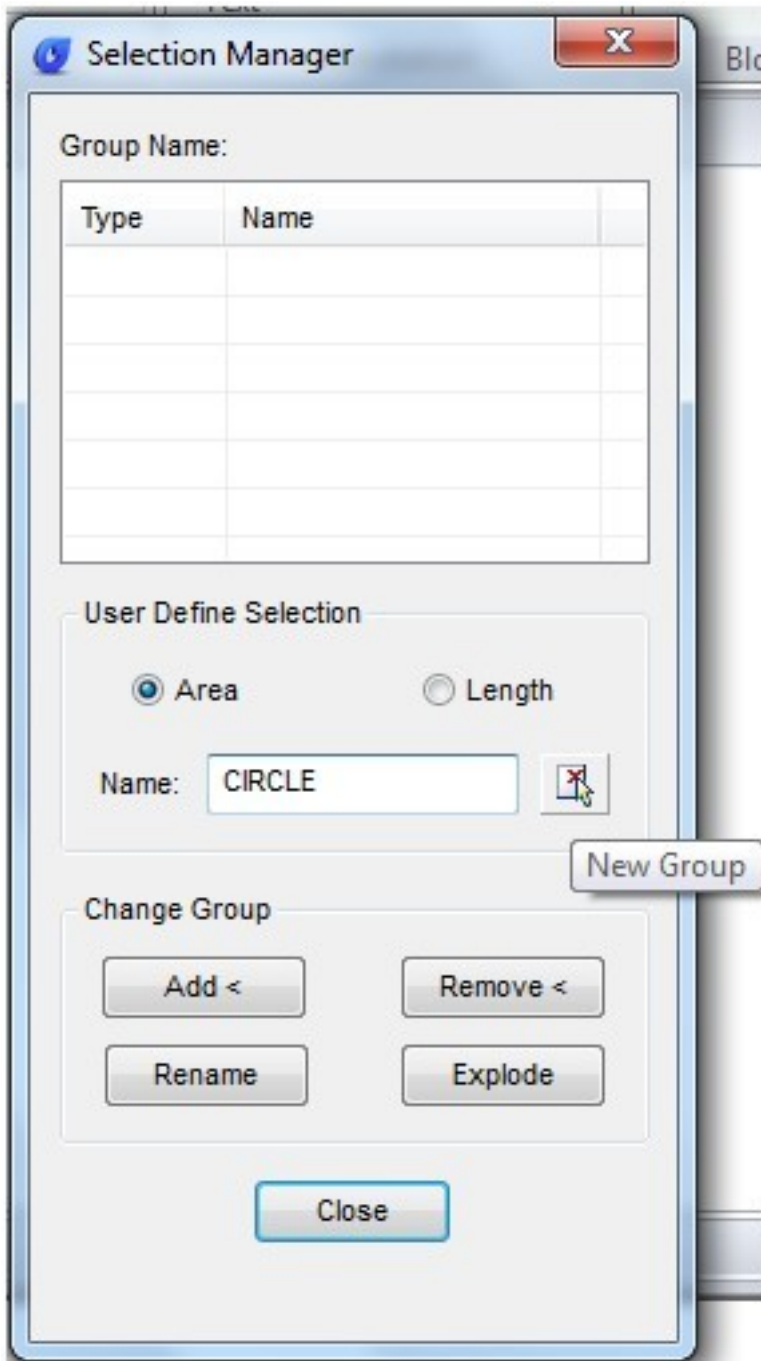 Selection Manager
Blo
Group Name:
Type Name
User Define Selection
Area Length
Name: CIRCLE
New Group
Change Group
Add < Remove <
Rename Explode
Close